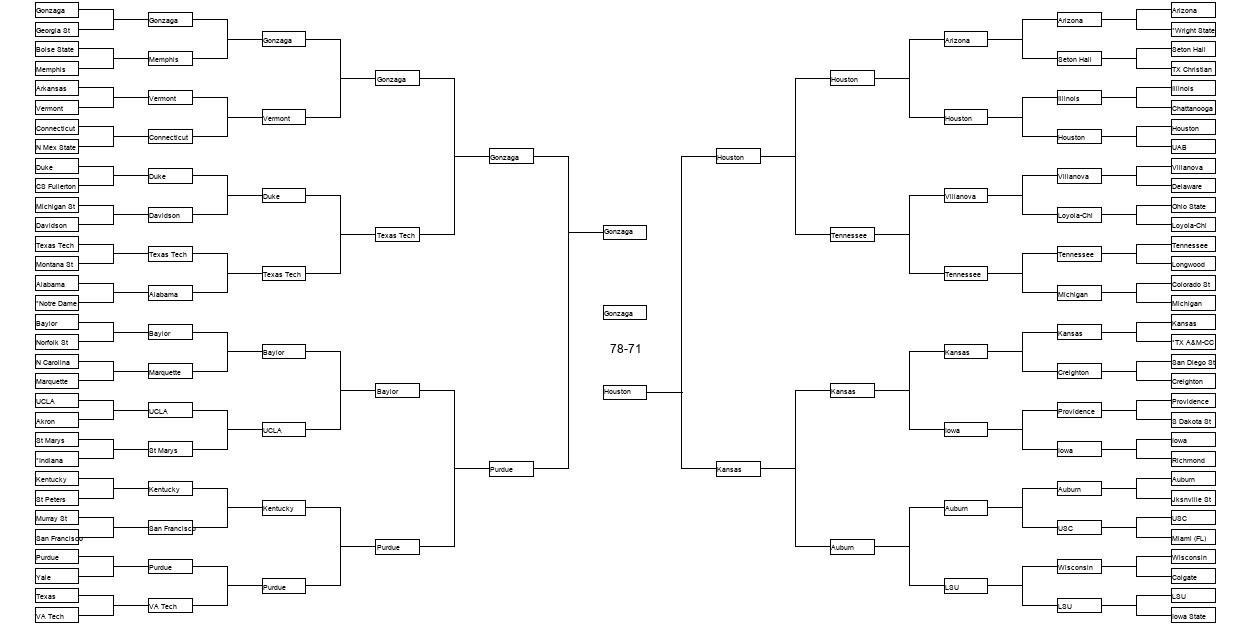 Gonzaga
Georgia St
Boise State
Memphis
Arkansas
Vermont
Connecticut
N Mex State
Duke
CS Fullerton
Michigan St
Davidson
Texas Tech
Montana St
Alabama
*Notre Dame
Baylor
Norfolk St
N Carolina
Marquette
UCLA
Akron
St Marys
*Indiana
Kentucky
St Peters
Murray St
San Francisco
Purdue
Yale
Texas
VA Tech
Gonzaga
Memphis
Vermont
Connecticut
Duke
Davidson
Texas Tech
Alabama
Baylor
Marquette
UCLA
St Marys
Kentucky
San Francisco
Purdue
VA Tech
Gonzaga
Vermont
Duke
Texas Tech
Baylor
UCLA
Kentucky
Purdue
Gonzaga
Texas Tech
Baylor
Purdue
Gonzaga
Purdue
Gonzaga
Gonzaga
78-71
Houston
Houston
Kansas
Houston
Tennessee
Kansas
Auburn
Arizona
Houston
Villanova
Tennessee
Kansas
Iowa
Auburn
LSU
Arizona
Seton Hall
Illinois
Houston
Villanova
Loyola-Chi
Tennessee
Michigan
Kansas
Creighton
Providence
Iowa
Auburn
USC
Wisconsin
LSU
Arizona
*Wright State
Seton Hall
TX Christian
Illinois
Chattanooga
Houston
UAB
Villanova
Delaware
Ohio State
Loyola-Chi
Tennessee
Longwood
Colorado St
Michigan
Kansas
*TX A&M-CC
San Diego St
Creighton
Providence
S Dakota St
Iowa
Richmond
Auburn
Jksnville St
USC
Miami (FL)
Wisconsin
Colgate
LSU
Iowa State